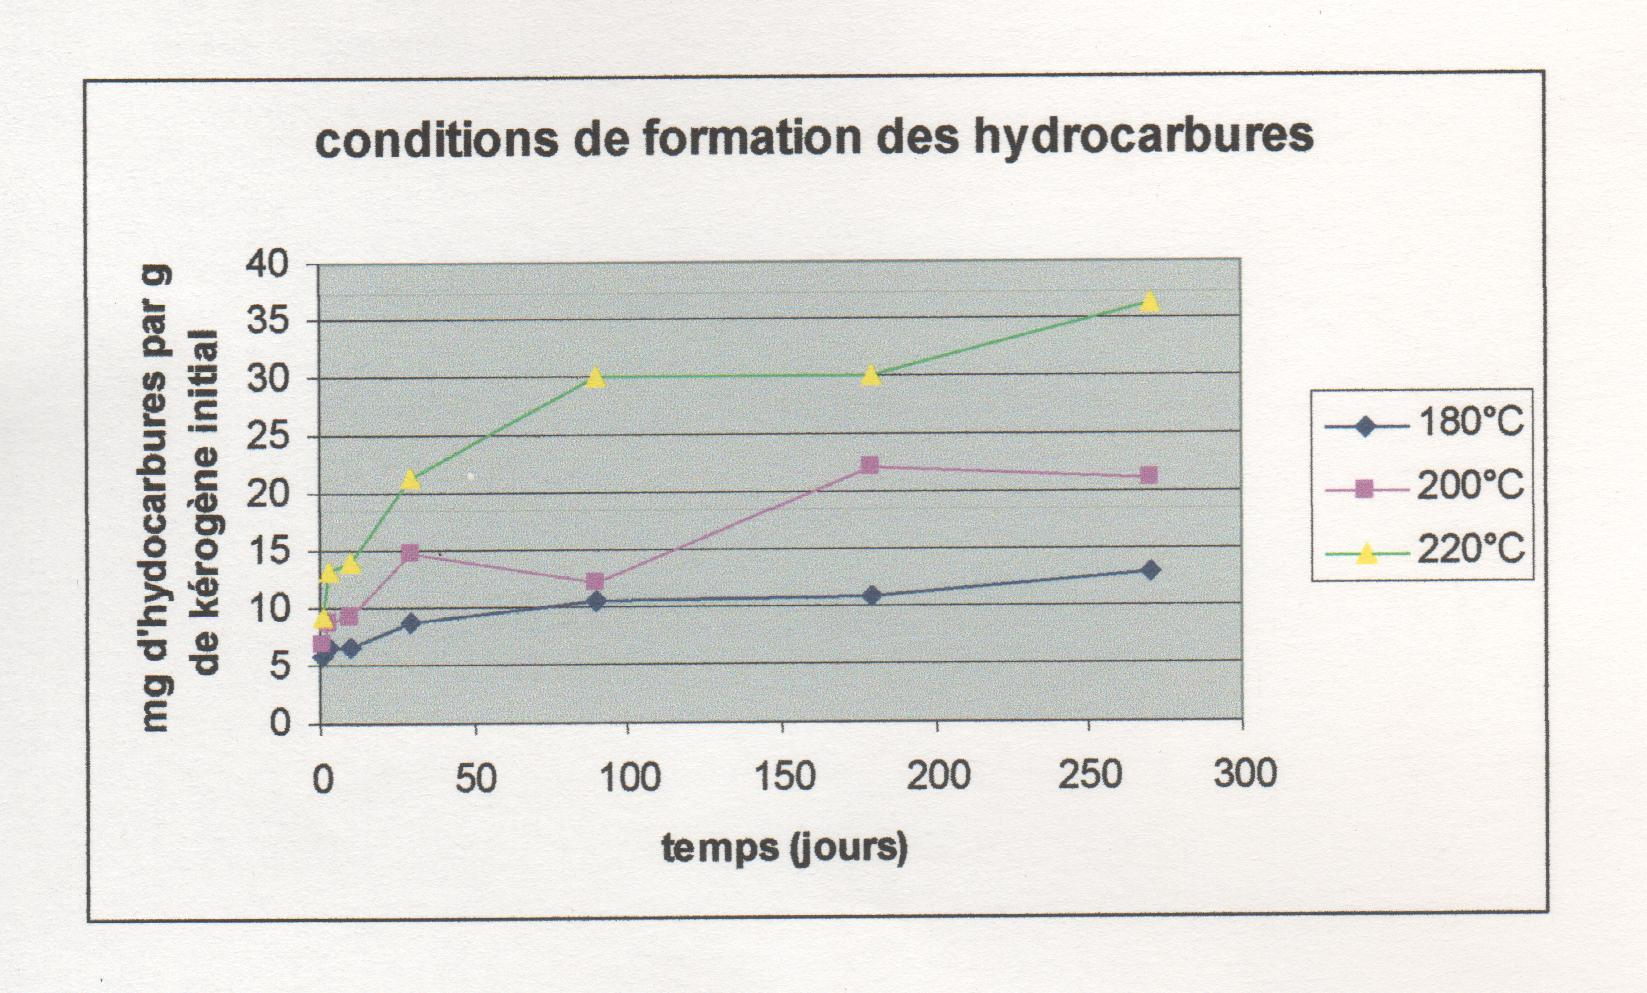 conditions de formation des hydrocarbures
mg d'hydocarbures par g
de kérogène initial
40
35
30
25
20
15
10
5
0
0 50 100 150 200 250 300
temps (jours)
180°C
200°C
220°C